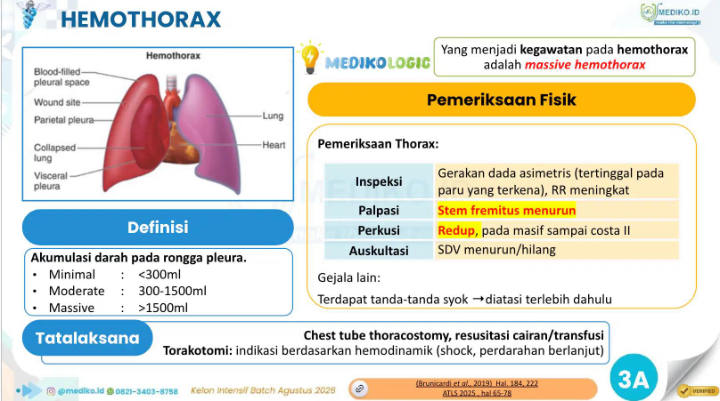 HEMOTHORAX
MEDIKO.ID
Hemothorax
Blood-filled
pleural space
Wound site
Parietal pleura
Collapsed
lung
Visceral
pleura
Lung
Heart
MEDIKOLOGIC
Yang menjadi kegawatan pada hemothorax
adalah massive hemothorax
Pemeriksaan Fisik
Pemeriksaan Thorax:
Inspeksi
Gerakan dada asimetris (tertinggal pada
paru yang terkena), RR meningkat
Palpasi
Stem fremitus menurun
Perkusi
Redup, pada masif sampai costa II
Auskultasi
SDV menurun/hilang
Gejala lain:
Terdapat tanda-tanda syok →diatasi terlebih dahulu
Definisi
Akumulasi darah pada rongga pleura.
• Minimal : <300ml
• Moderate : 300-1500ml
• Massive : >1500ml
Tatalaksana
Chest tube thoracostomy, resusitasi cairan/transfusi
Torakotomi: indikasi berdasarkan hemodinamik (shock, perdarahan berlanjut)
3A
@mediko.id 0821-3403-8758 Kelon Intensif Batch Agustus 2026
(Brunicardi et al., 2019) Hal. 184, 222
ATLS 2025 , hal 65-78
VERIFIED